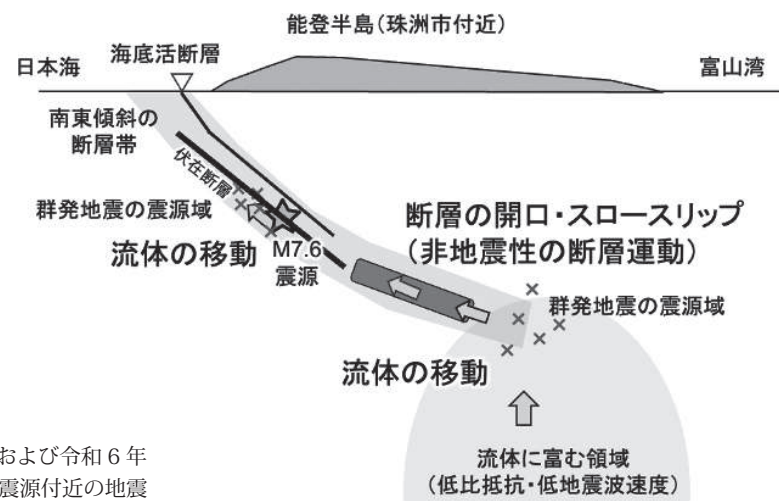 能登半島(珠洲市付近)
日本海
海底活断層
富山湾
南東傾斜の
断層帯
伏在断層
群発地震の震源域
流体の移動
M7.6
震源
断層の開口・スロースリップ
(非地震性の断層運動)
群発地震の震源域
流体の移動
流体に富む領域
(低比抵抗・低地震波速度)
および令和6年
震源付近の地震